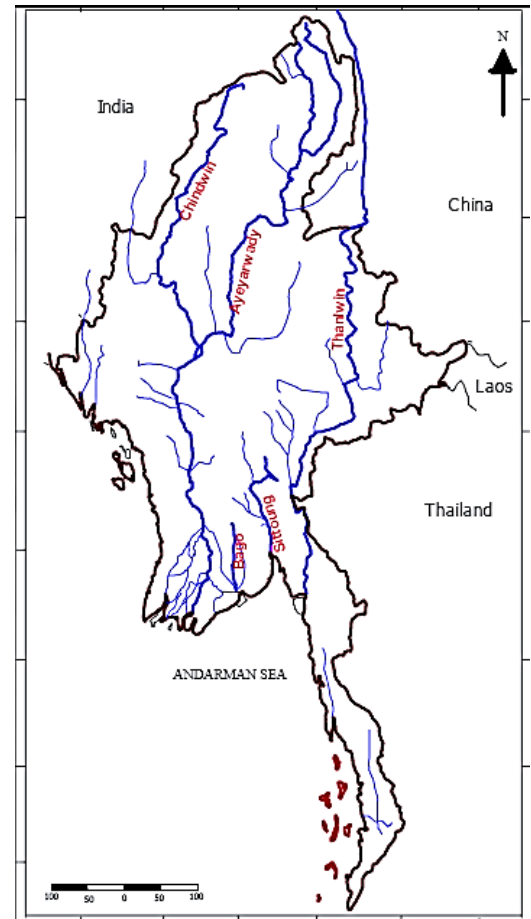 N
India
Chindwin
China
Ayeyarwady
Thanlwin
Laos
Thailand
Sittoung
Bago
ANDARMAN SEA
100 50 0 50 100